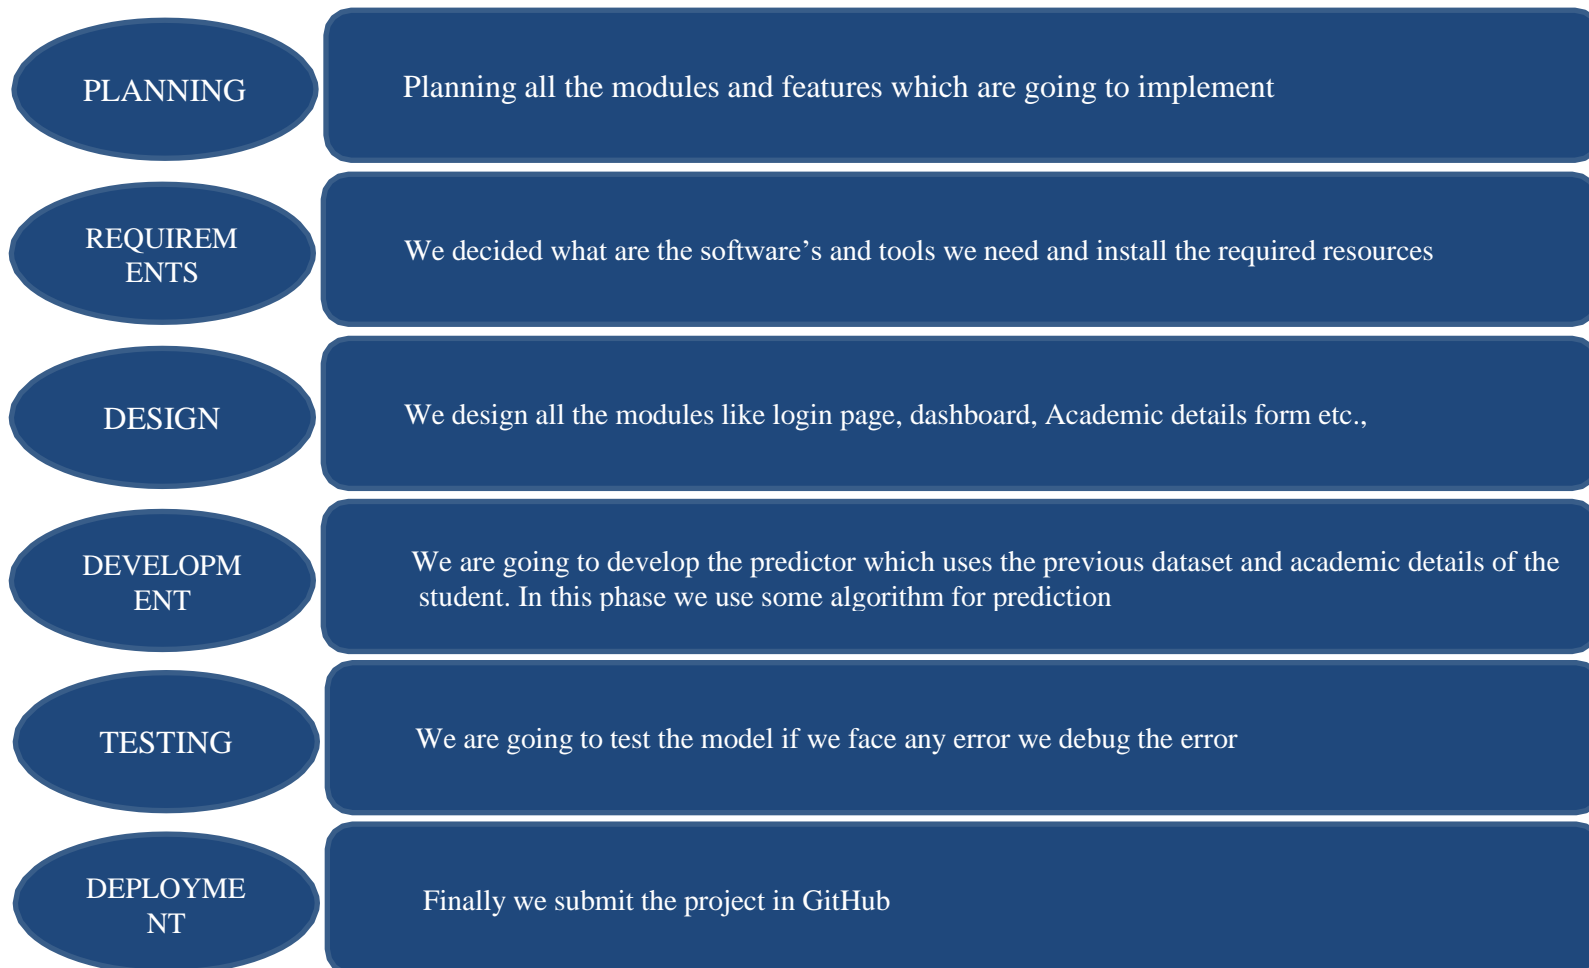 PLANNING
Planning all the modules and features which are going to implement
REQUIREM
ENTS
We decided what are the software’s and tools we need and install the required resources
DESIGN
We design all the modules like login page, dashboard, Academic details form etc.,
DEVELOPM
ENT
We are going to develop the predictor which uses the previous dataset and academic details of the
student. In this phase we use some algorithm for prediction
TESTING
We are going to test the model if we face any error we debug the error
DEPLOYME
NT
Finally we submit the project in GitHub